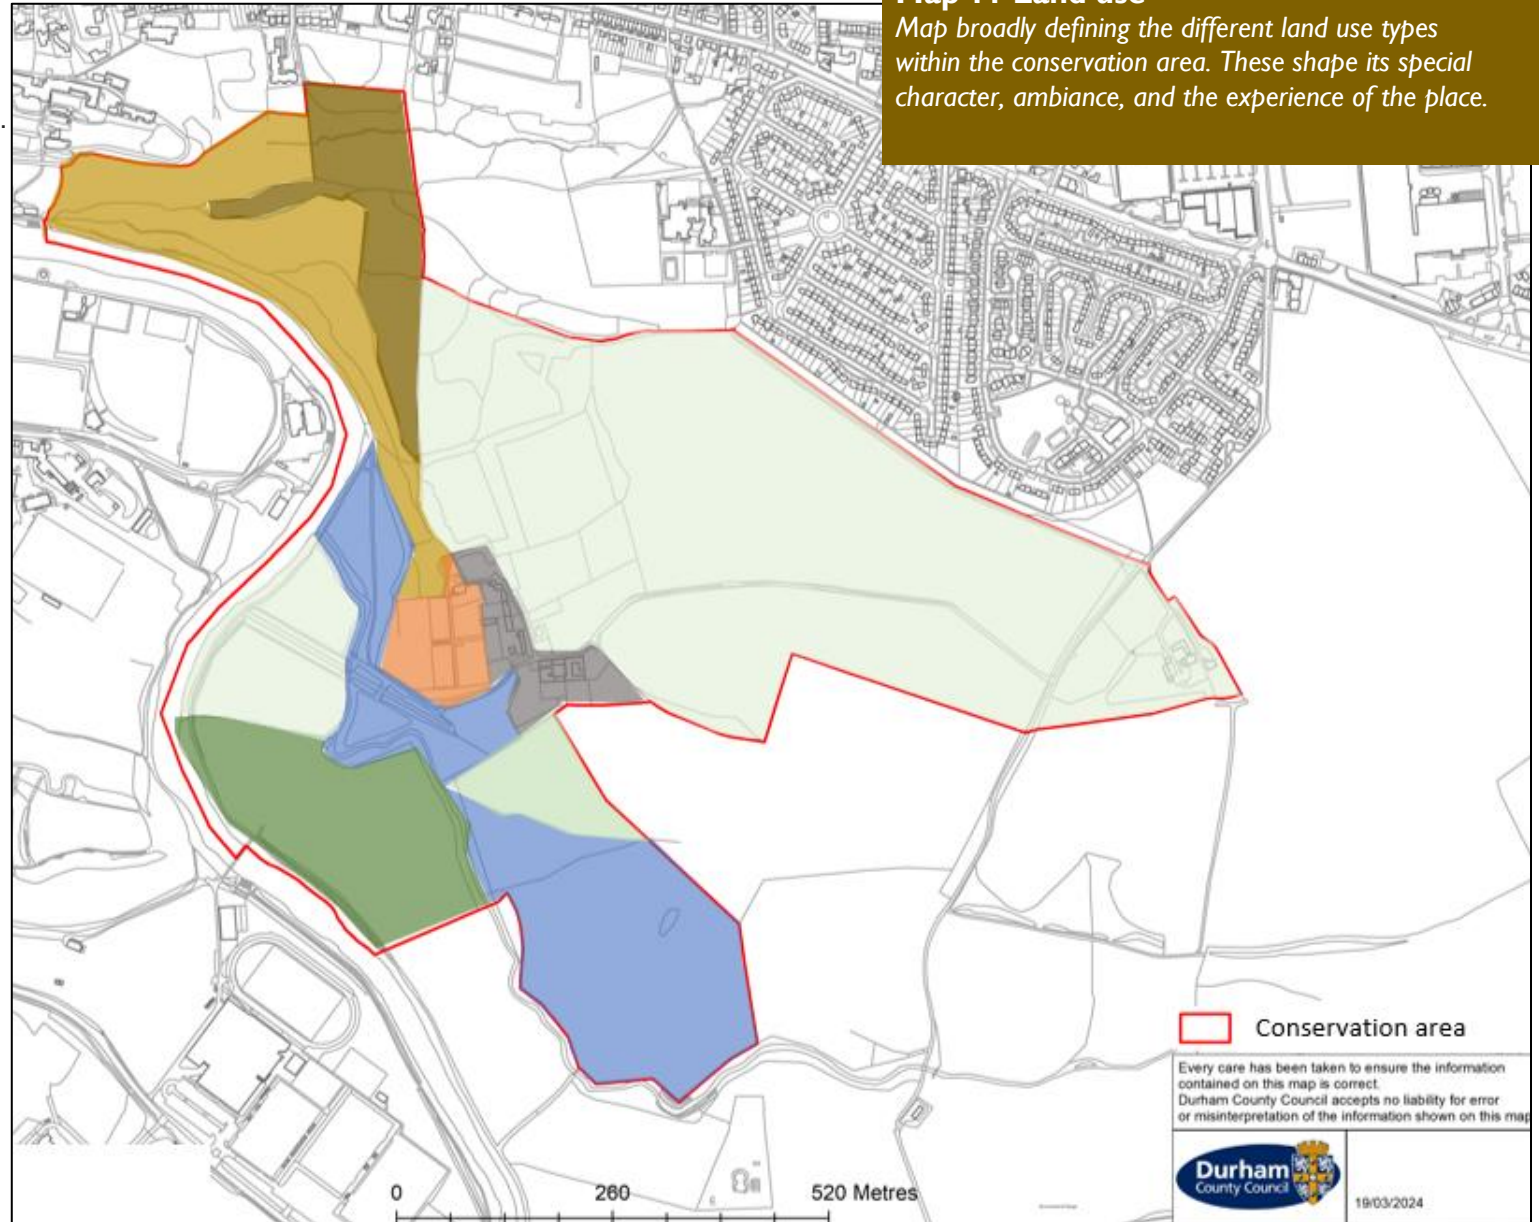 Map broadly defining the different land use types
within the conservation area. These shape its special
character, ambiance, and the experience of the place.
Conservation area
Every care has been taken to ensure the information
contained on this map is correct.
Durham County Council accepts no liability for error
or misinterpretation of the information shown on this map
Durham
County Council
19/03/2024
0 260 520 Metres